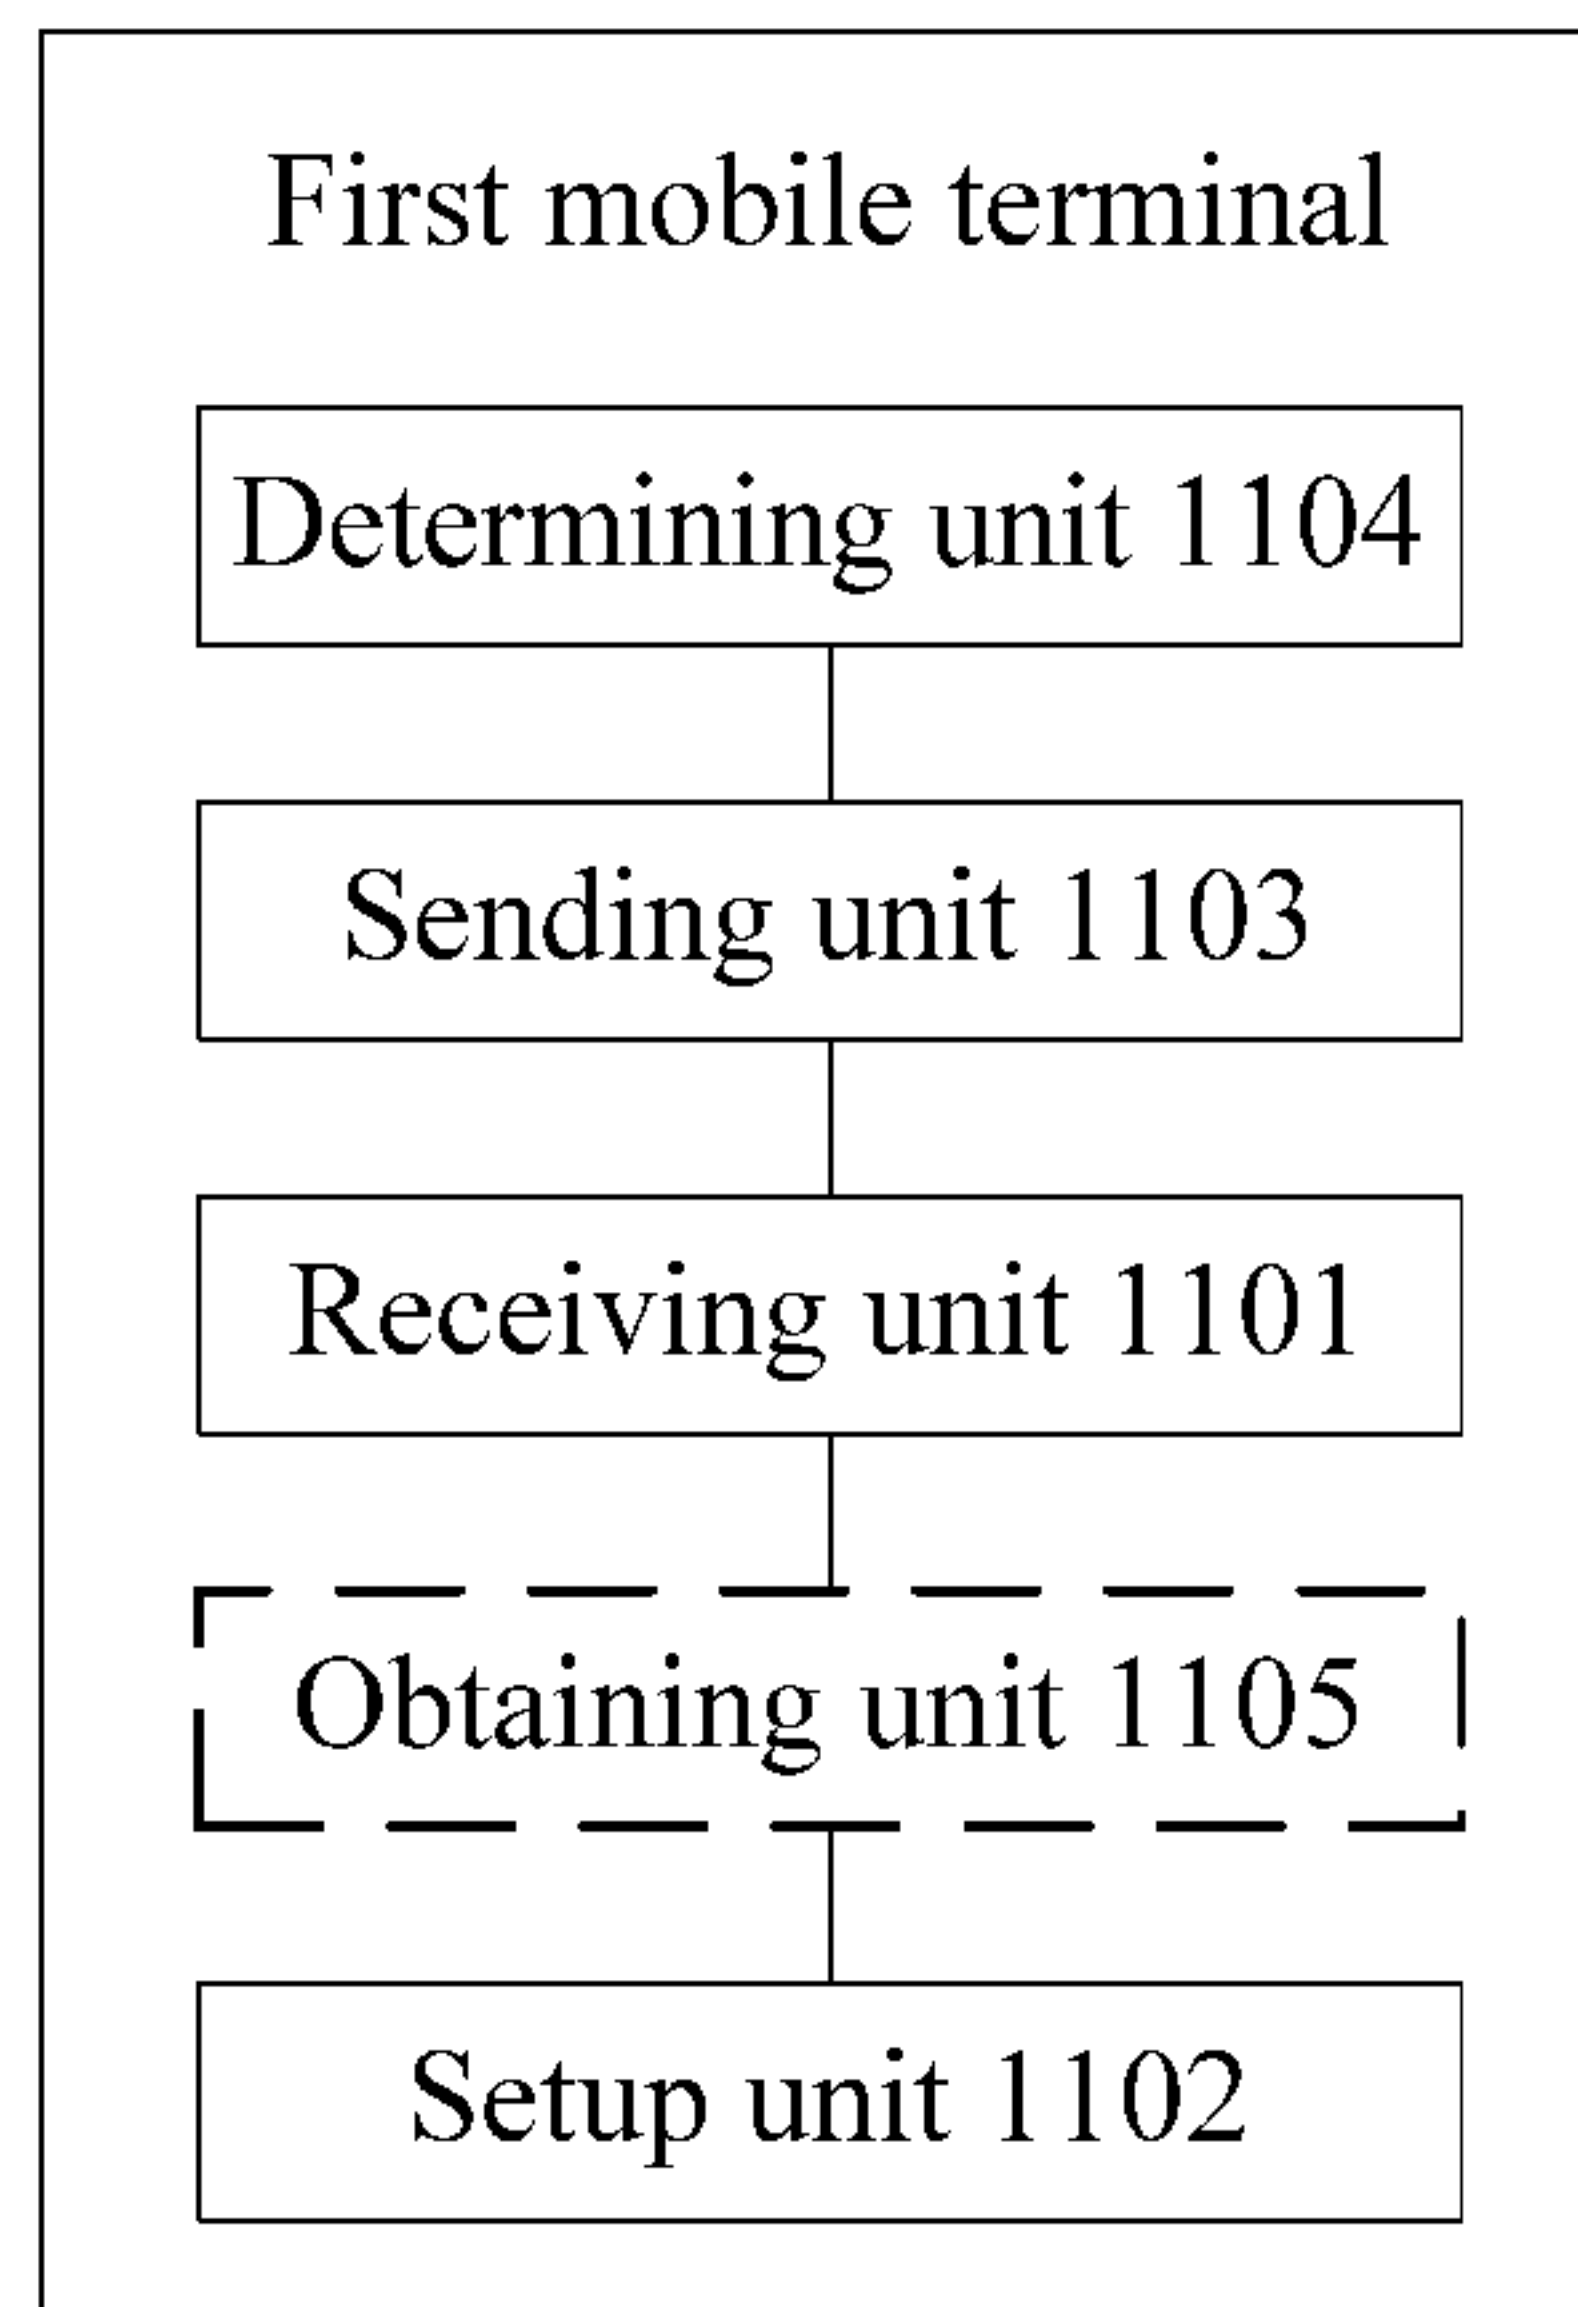 First mobile terminal
Determining unit 1104
Sending unit 1103
Receiving unit 1101
Obtaining unit 1105
Setup unit 1102